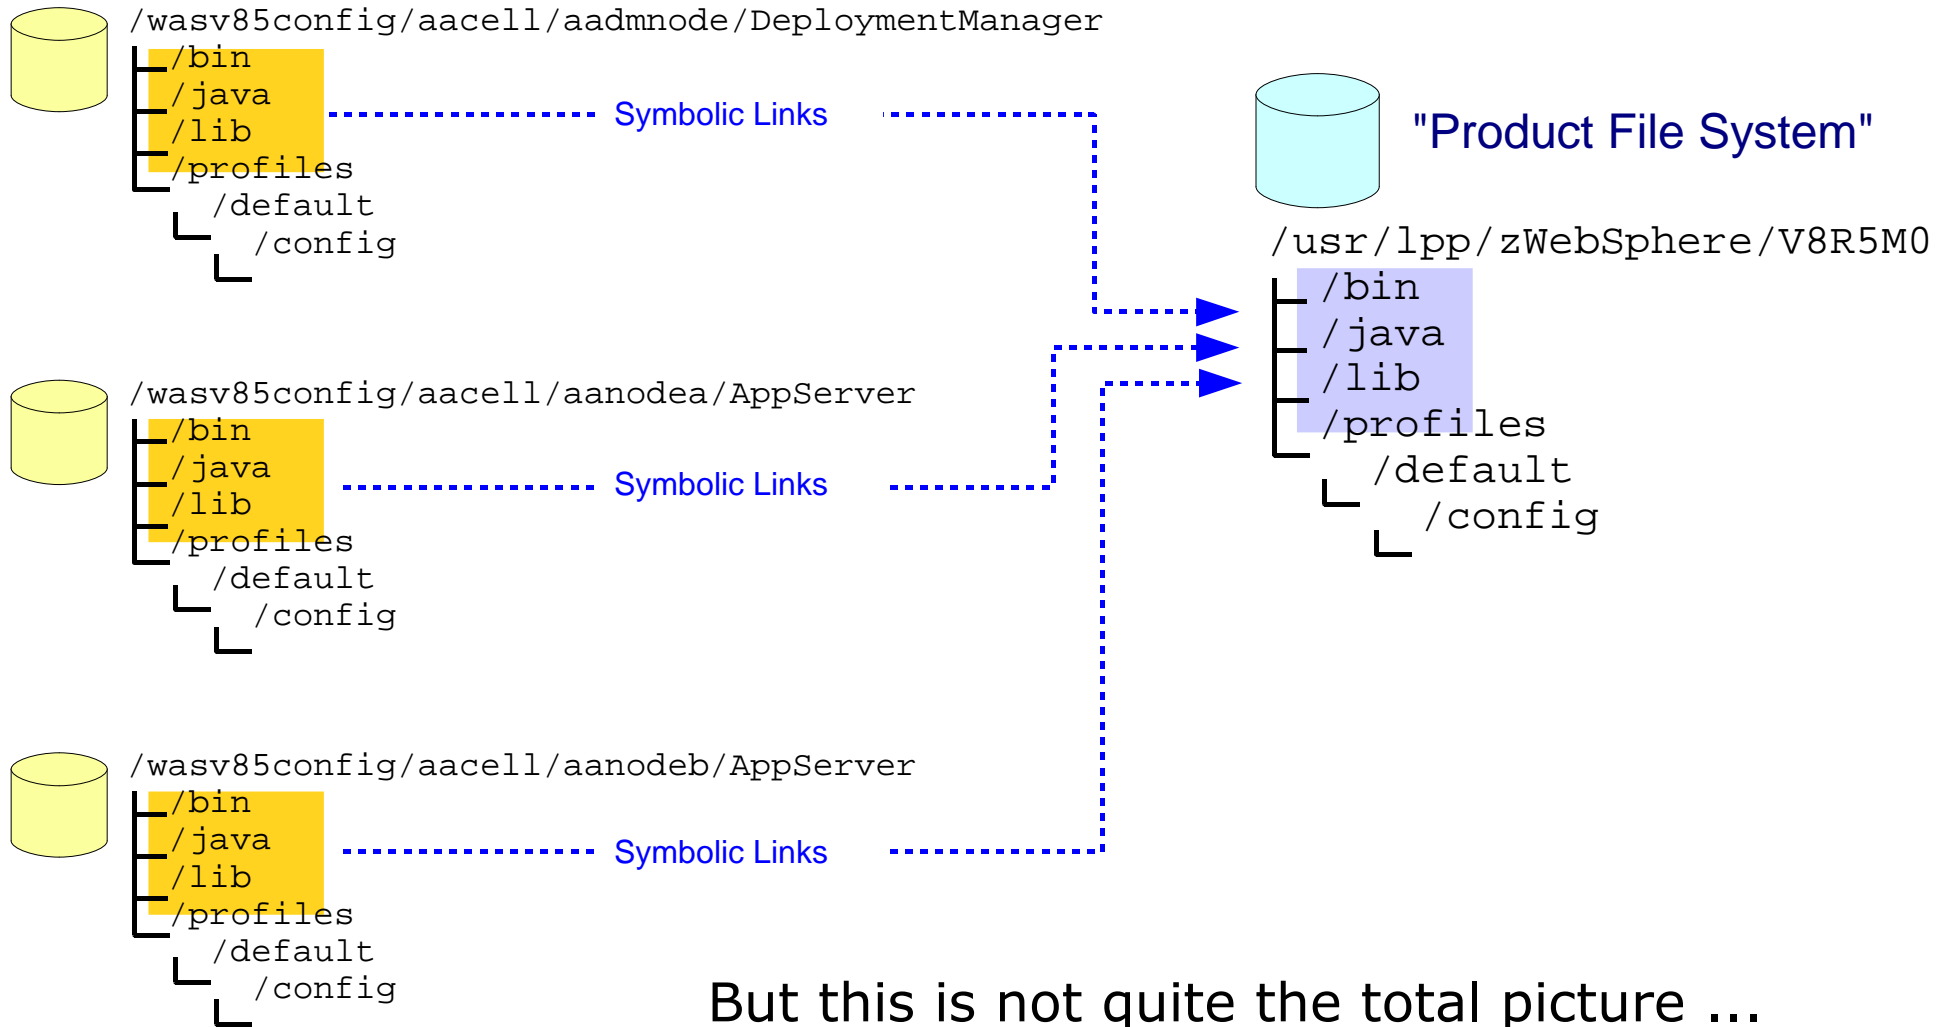 /wasv85config/aacell/aadmnode/DeploymentManager
/bin
/java
/lib
/profiles
/default
/config
Symbolic Links
"Product File System"
/usr/lpp/zWebSphere/V8R5M0
/bin
/java
/lib
/profiles
/default
/config
/wasv85config/aacell/aanodea/AppServer
/bin
/java
/lib
/profiles
/default
/config
Symbolic Links
/wasv85config/aacell/aanodeb/AppServer
/bin
/java
/lib
/profiles
/default
/config
Symbolic Links
But this is not quite the total picture ...